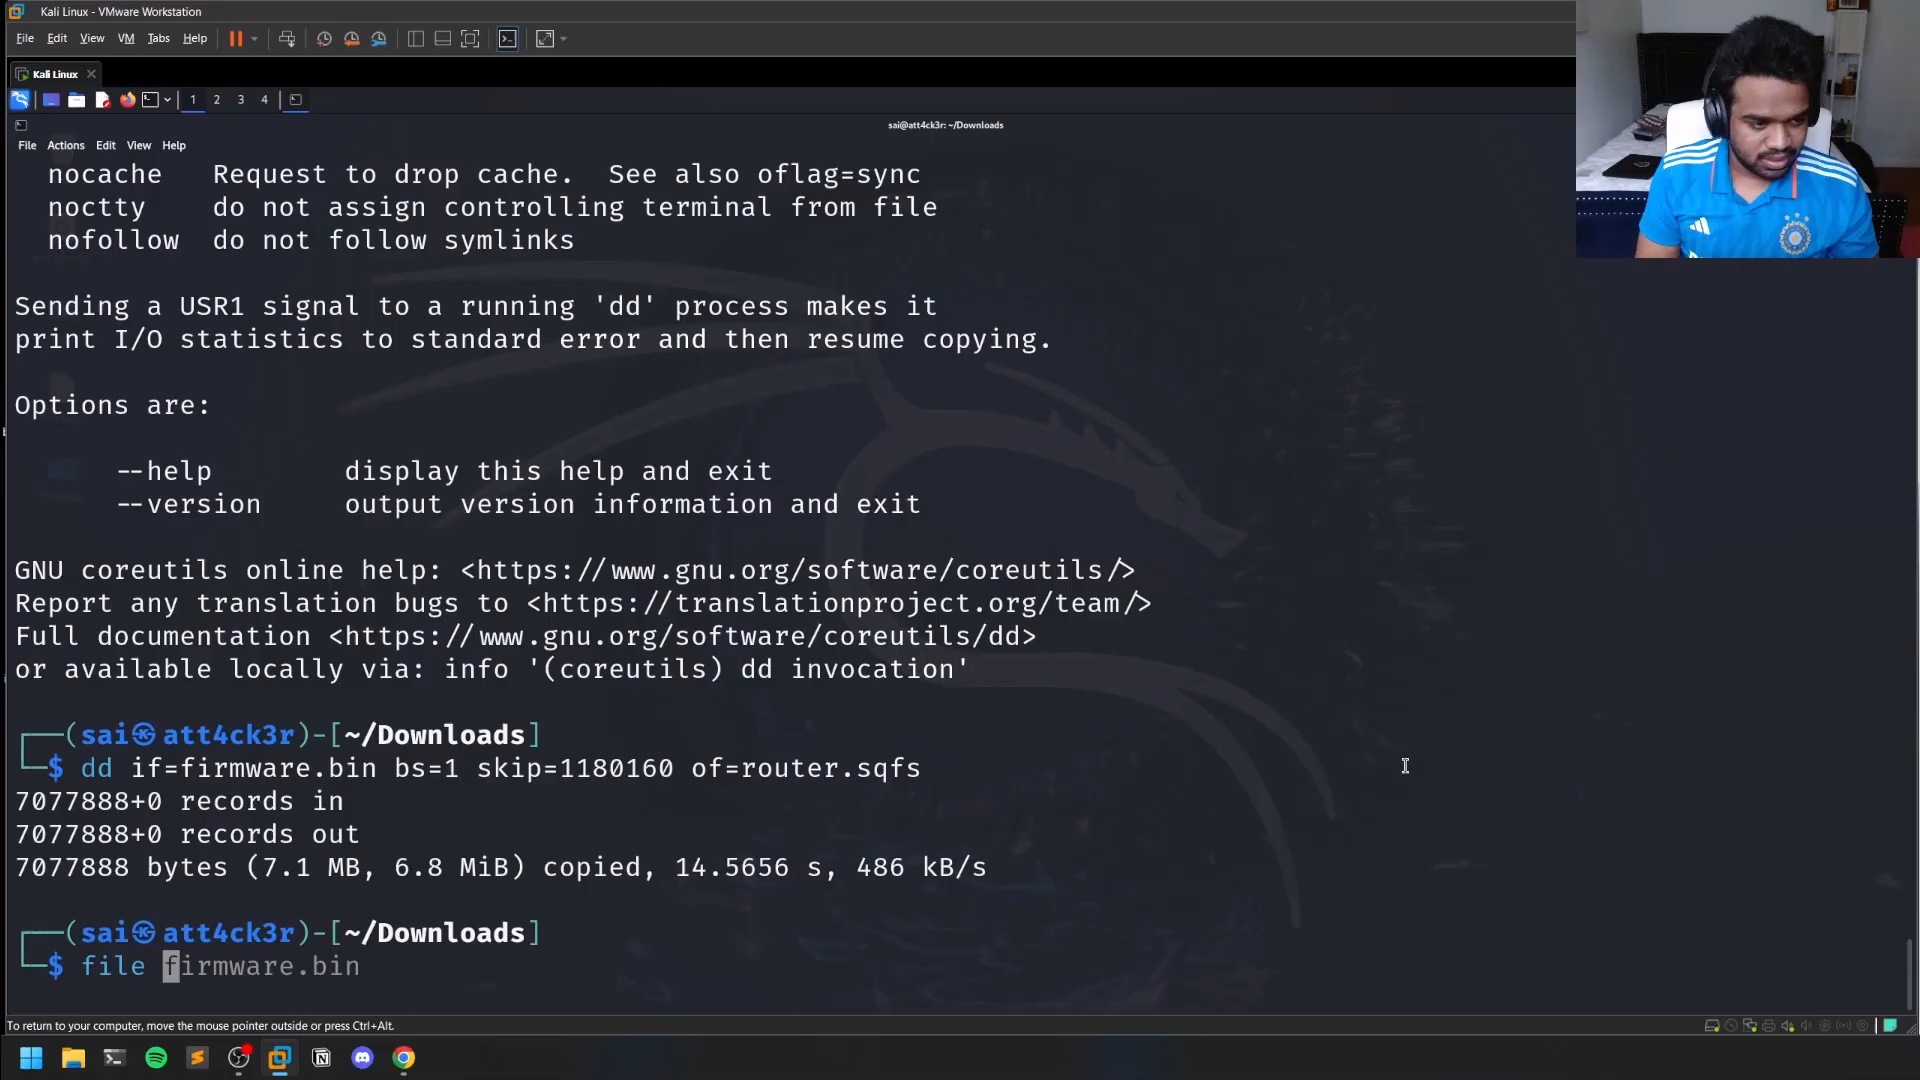 Kali Linux - VMware Workstation
File Edit View VM Tabs Help
Kali Linux
1 2 3 4
sai@att4ck3r: ~/Downloads
File Actions Edit View Help
nocache Request to drop cache. See also oflag=sync
noctty do not assign controlling terminal from file
nofollow do not follow symlinks
Sending a USR1 signal to a running 'dd' process makes it
print I/O statistics to standard error and then resume copying.
Options are:
--help display this help and exit
--version output version information and exit
GNU coreutils online help: <https://www.gnu.org/software/coreutils/>
Report any translation bugs to <https://translationproject.org/team/>
Full documentation <https://www.gnu.org/software/coreutils/dd>
or available locally via: info '(coreutils) dd invocation'
┌──(sai㉿att4ck3r)-[~/Downloads]
└─$ dd if=firmware.bin bs=1 skip=1180160 of=router.sqfs
7077888+0 records in
7077888+0 records out
7077888 bytes (7.1 MB, 6.8 MiB) copied, 14.5656 s, 486 kB/s
┌──(sai㉿att4ck3r)-[~/Downloads]
└─$ file firmware.bin
To return to your computer, move the mouse pointer outside or press Ctrl+Alt.